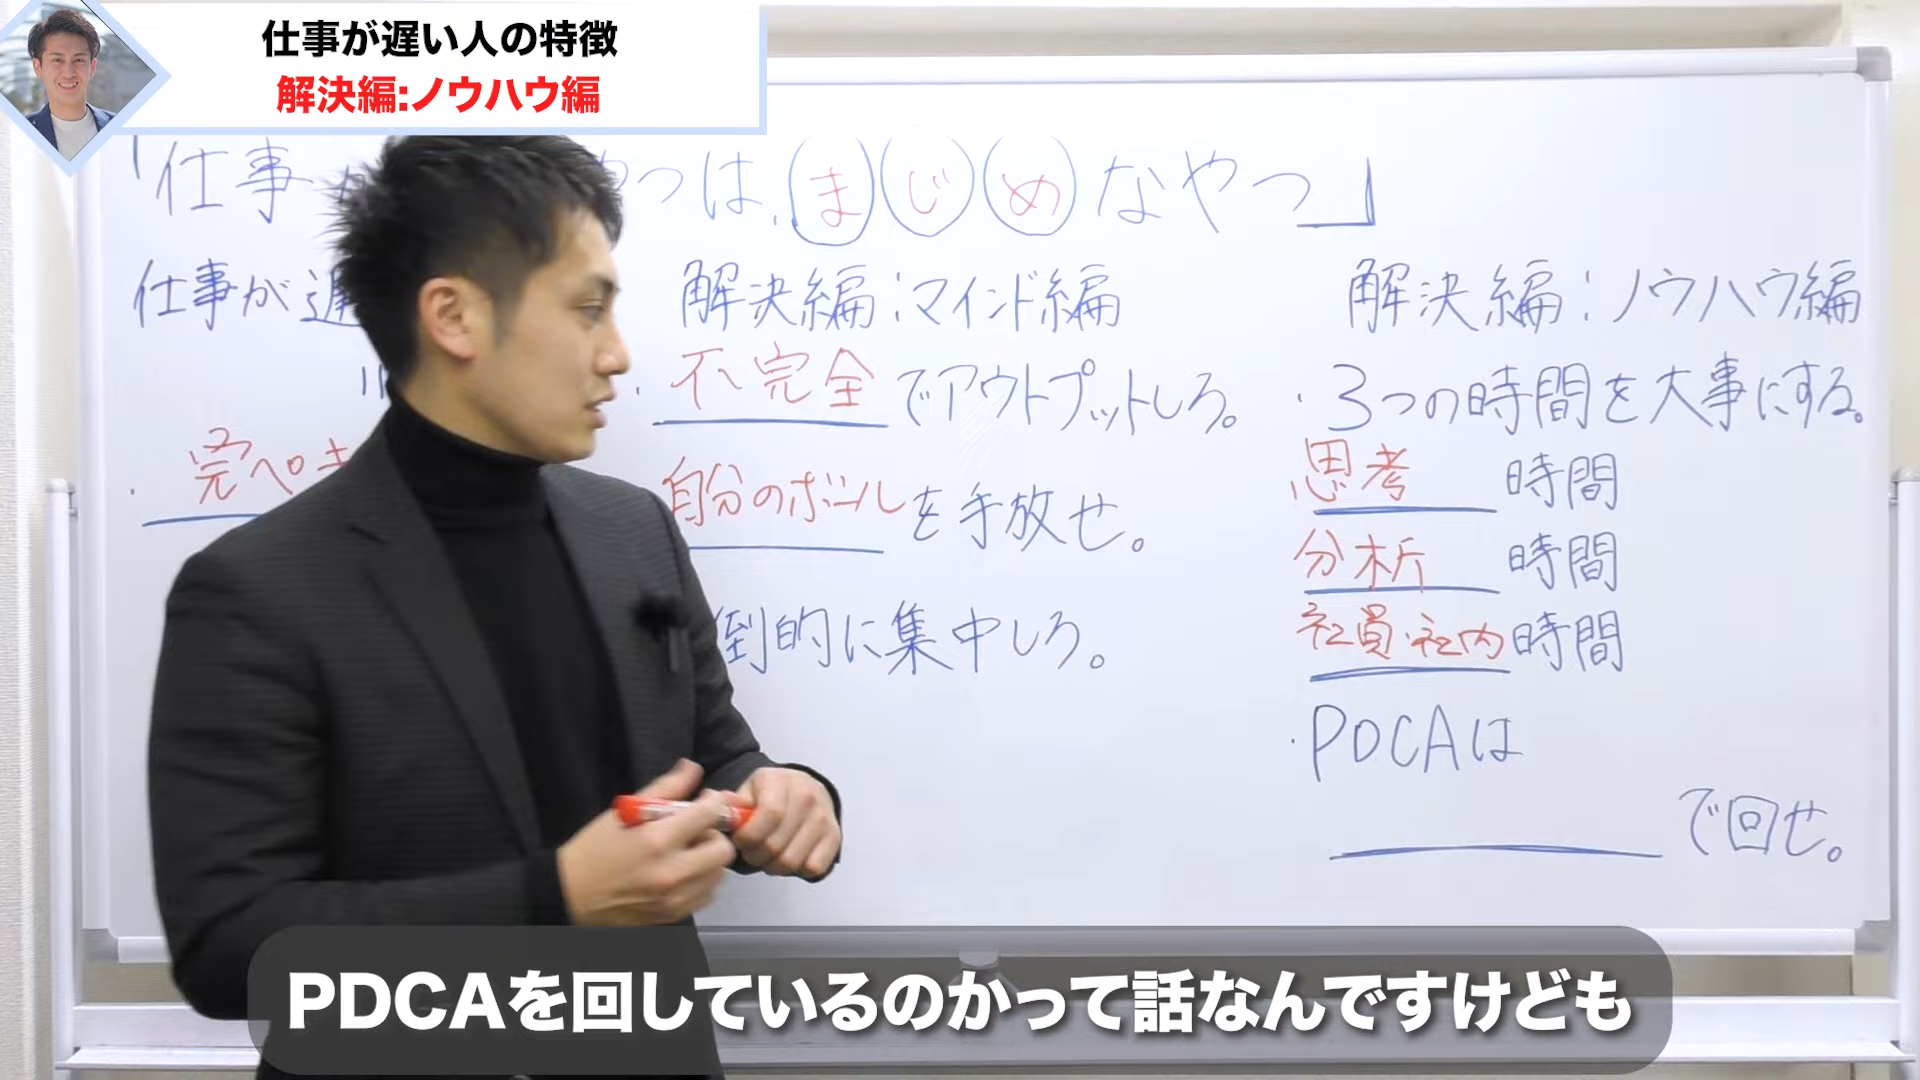 仕事が遅い人の特徴
解決編:ノウハウ編
「仕事 つは、まじめなやつ」
仕事が遅
完ペキ
解決編:マインド編
・不完全でアウトプットしろ。
自分のボールを手放せ。
倒的に集中しろ。
解決編:ノウハウ編
・3つの時間を大事にする。
思考 時間
分析 時間
社員・社内時間
・PDCAは
で回せ。
PDCAを回しているのかって話なんですけども